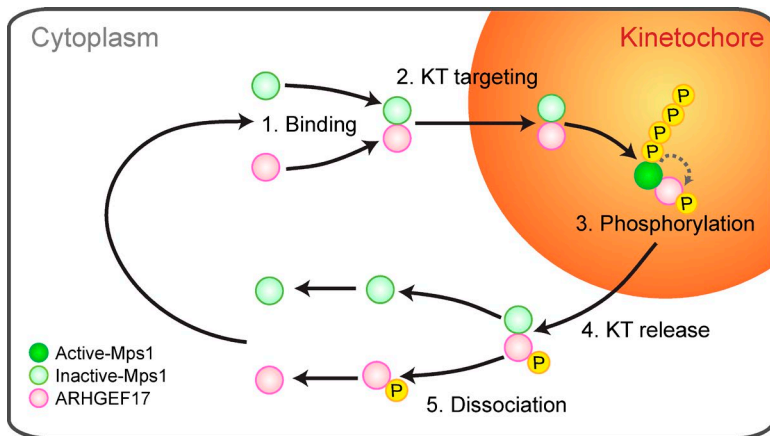 Cytoplasm
Kinetochore
2. KT targeting
1. Binding
P
P
P
P
P
3. Phosphorylation
4. KT release
P
P
5. Dissociation
Active-Mps1
Inactive-Mps1
ARHGEF17